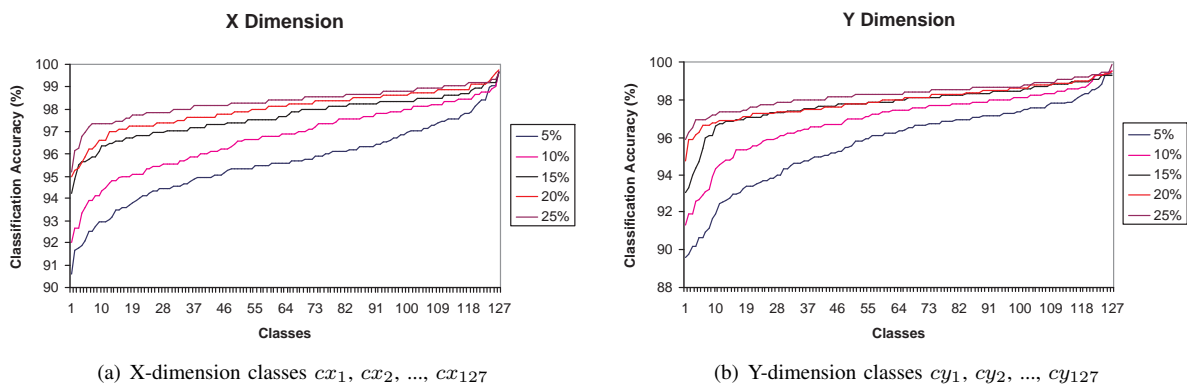 X Dimension
Classification Accuracy (%)
100
99
98
97
96
95
94
93
92
91
90
1 10 19 28 37 46 55 64 73 82 91 100 109 118 127
Classes
5%
10%
15%
20%
25%
(a) X-dimension classes cx1, cx2, ..., cx127
Y Dimension
Classification Accuracy (%)
100
98
96
94
92
90
88
1 10 19 28 37 46 55 64 73 82 91 100 109 118 127
Classes
5%
10%
15%
20%
25%
(b) Y-dimension classes cy1, cy2, ..., cy127